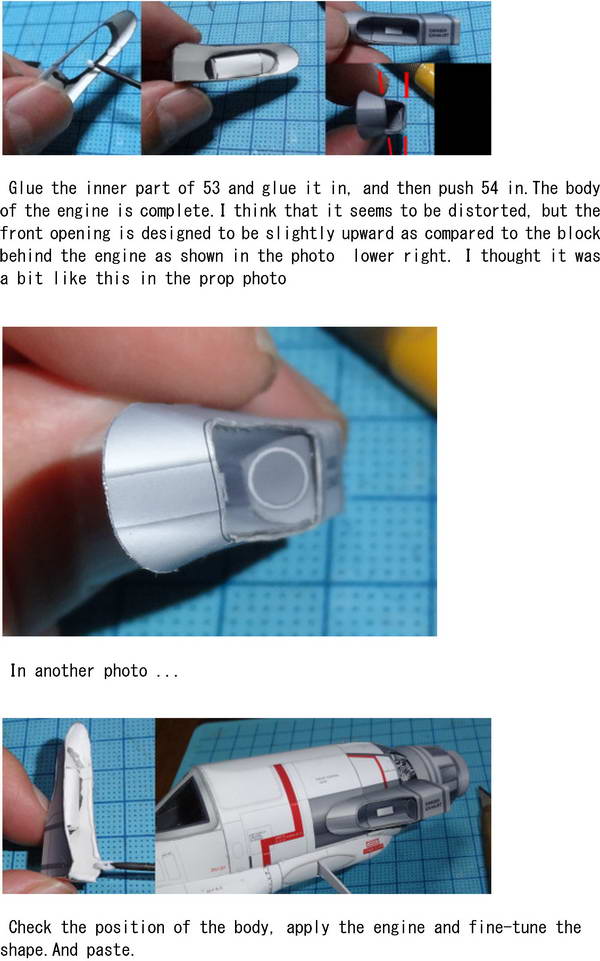 DANGER
EXHAUST
Glue the inner part of 53 and glue it in, and then push 54 in.The body
of the engine is complete.I think that it seems to be distorted, but the
front opening is designed to be slightly upward as compared to the block
behind the engine as shown in the photo  lower right. I thought it was
a bit like this in the prop photo
In another photo ...
DANGER
EXHAUST
Check the position of the body, apply the engine and fine-tune the
shape.And paste.